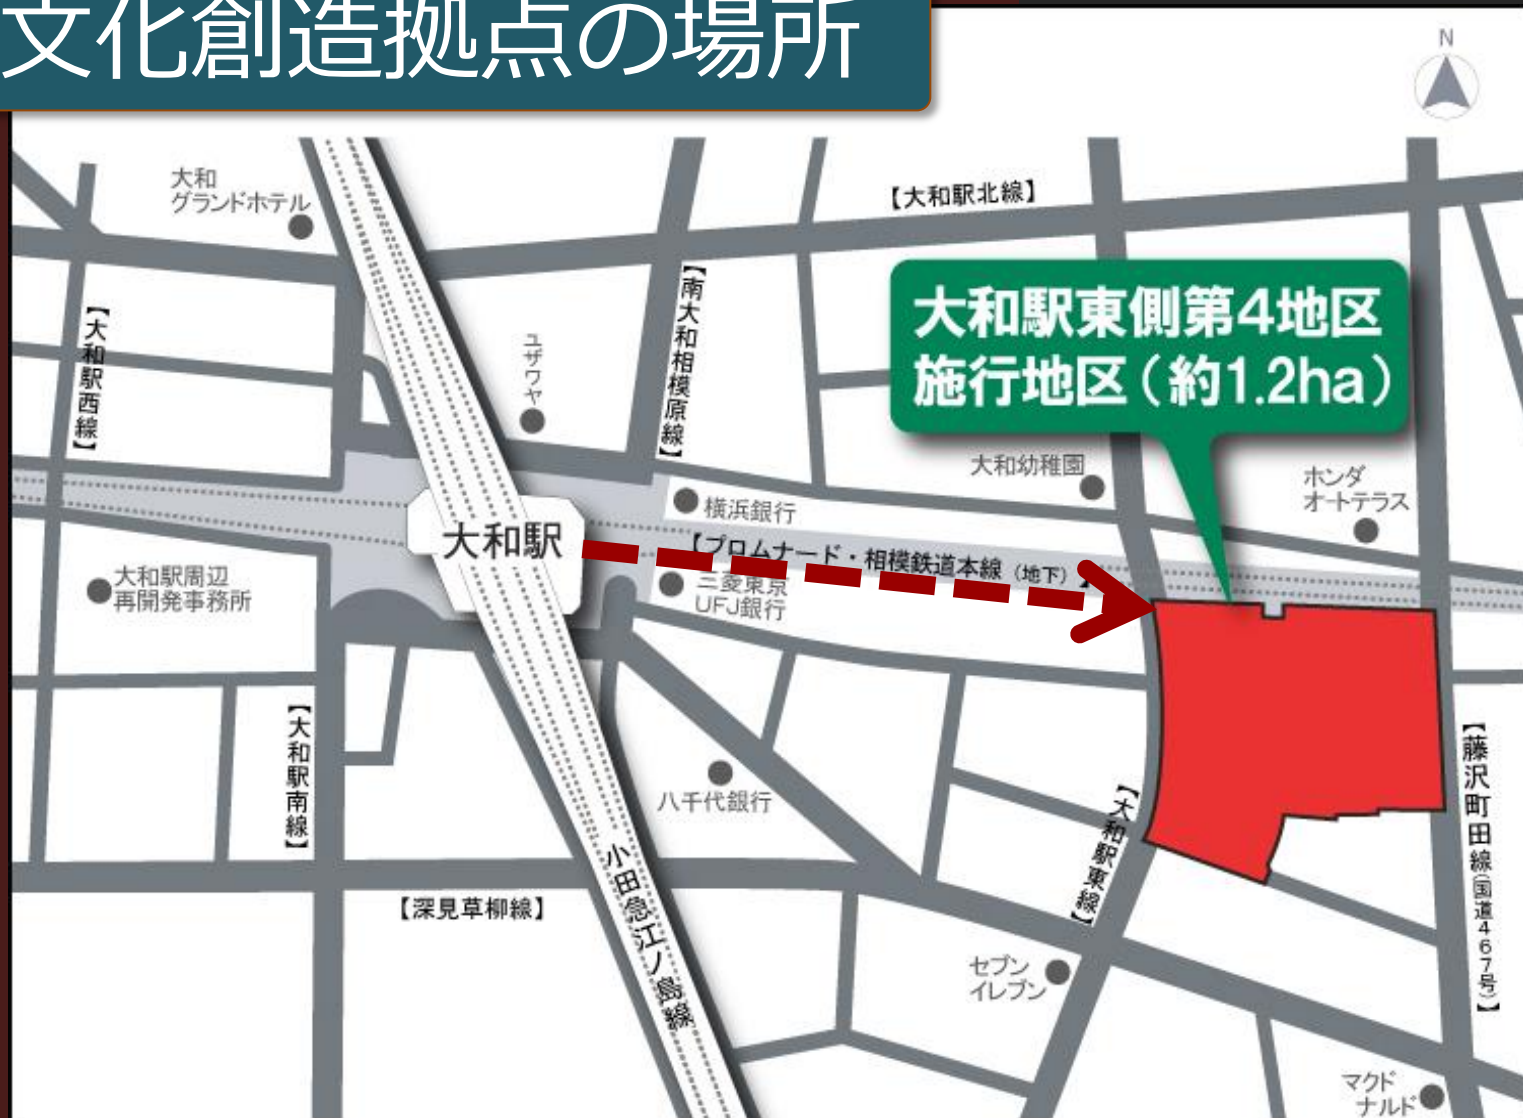 文化創造拠点の場所
N
大和
グランドホテル
【大和駅北線】
大和駅東側第4地区
施行地区(約1.2ha)
【大和駅西線】
ユザワヤ
【南大和相模原線】
大和幼稚園
ホンダ
オートテラス
横浜銀行
大和駅
【プロムナード・相模鉄道本線(地下)】
三菱東京
UFJ銀行
大和駅周辺
再開発事務所
【大和駅南線】
八千代銀行
【大和駅東線】
【藤沢町田線(国道467号)】
小田急江ノ島線
【深見草柳線】
セブン
イレブン
マクド
ナルド